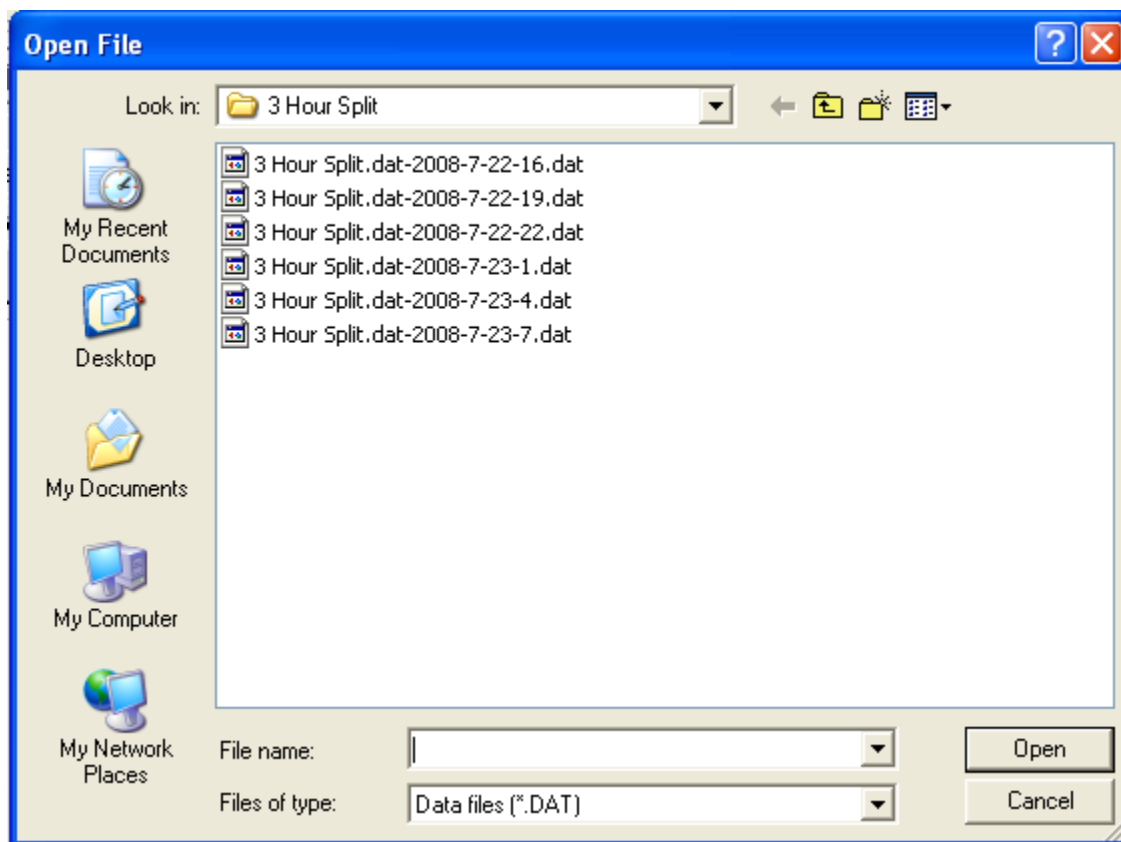 Open File
Look in: 3 Hour Split
My Recent
Documents
Desktop
My Documents
My Computer
My Network
Places
3 Hour Split.dat-2008-7-22-16.dat
3 Hour Split.dat-2008-7-22-19.dat
3 Hour Split.dat-2008-7-22-22.dat
3 Hour Split.dat-2008-7-23-1.dat
3 Hour Split.dat-2008-7-23-4.dat
3 Hour Split.dat-2008-7-23-7.dat
File name:
Open
Files of type: Data files (*.DAT)
Cancel